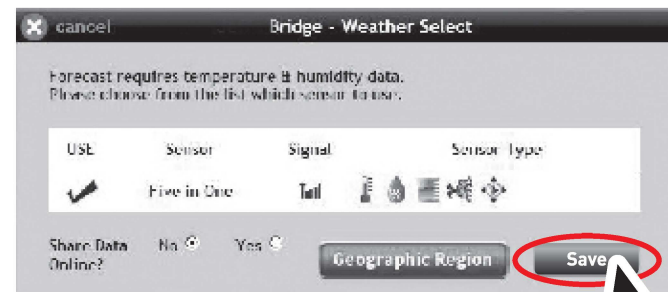 cancel Bridge - Weather Select
Forecast requires temperature & humidity data.
Please choose from the list which sensor to use.
USE Sensor Signal Sensor Type
Five in One
Share Data Online? No Yes
Geographic Region Save